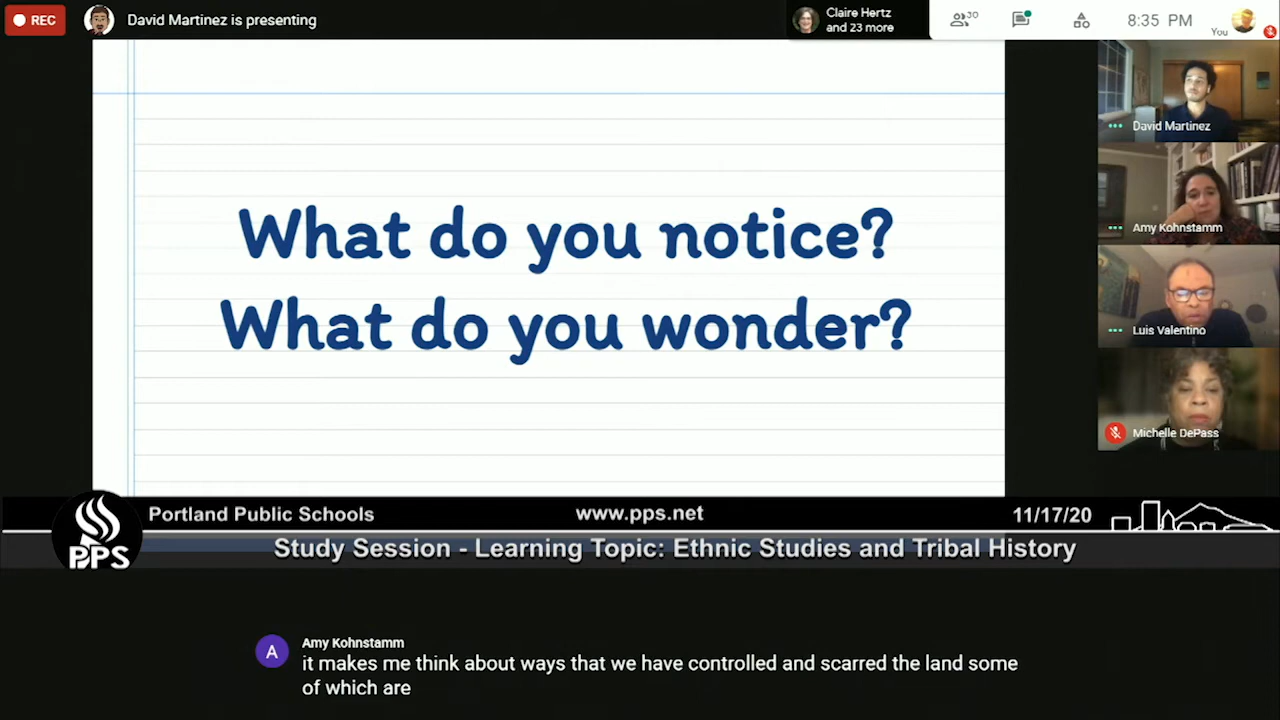 REC
David Martinez is presenting
Claire Hertz
and 23 more
30
8:35 PM
You
What do you notice?
What do you wonder?
David Martinez
Amy Kohnstamm
Luis Valentino
Michelle DePass
Portland Public Schools
www.pps.net
11/17/20
PPS
Study Session - Learning Topic: Ethnic Studies and Tribal History
A
Amy Kohnstamm
it makes me think about ways that we have controlled and scarred the land some
of which are